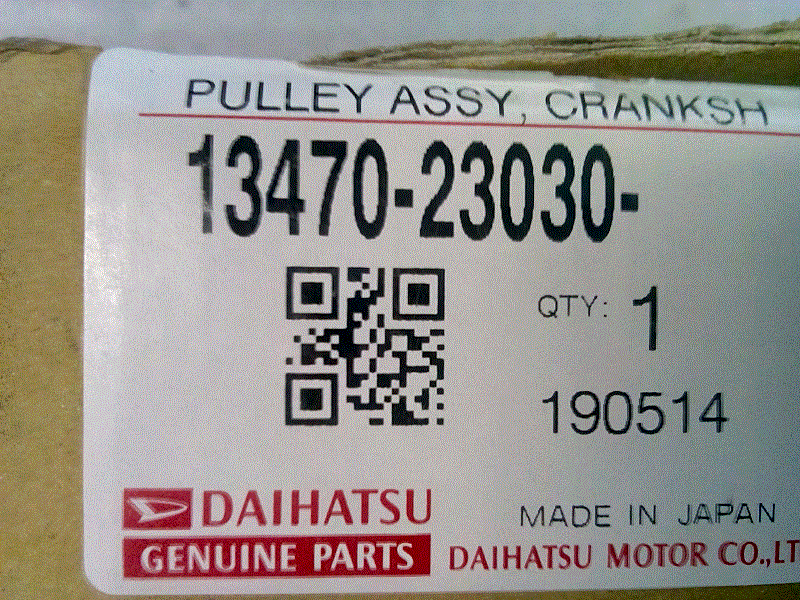 PULLEY ASSY, CRANKSH
13470-23030-
QTY: 1
190514
DAIHATSU
MADE IN JAPAN
GENUINE PARTS
DAIHATSU MOTOR CO.,LT